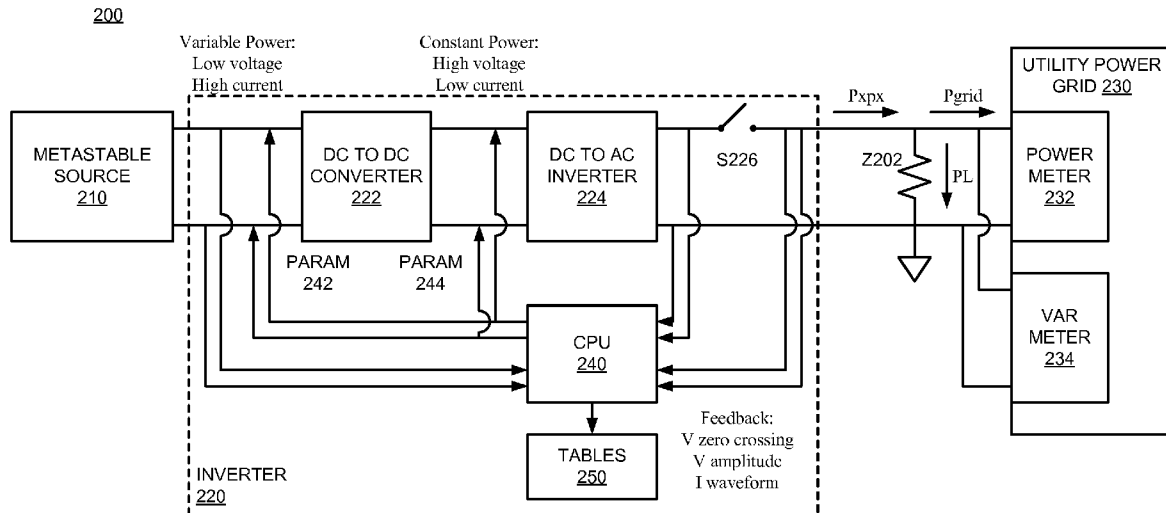 200
Variable Power:
Low voltage
High current
Constant Power:
High voltage
Low current
UTILITY POWER
GRID 230
Pxpx
Pgrid
METASTABLE
SOURCE
210
DC TO DC
CONVERTER
222
DC TO AC
INVERTER
224
S226
Z202
PL
POWER
METER
232
PARAM
242
PARAM
244
CPU
240
VAR
METER
234
TABLES
250
Feedback:
V zero crossing
V amplitude
I waveform
INVERTER
220